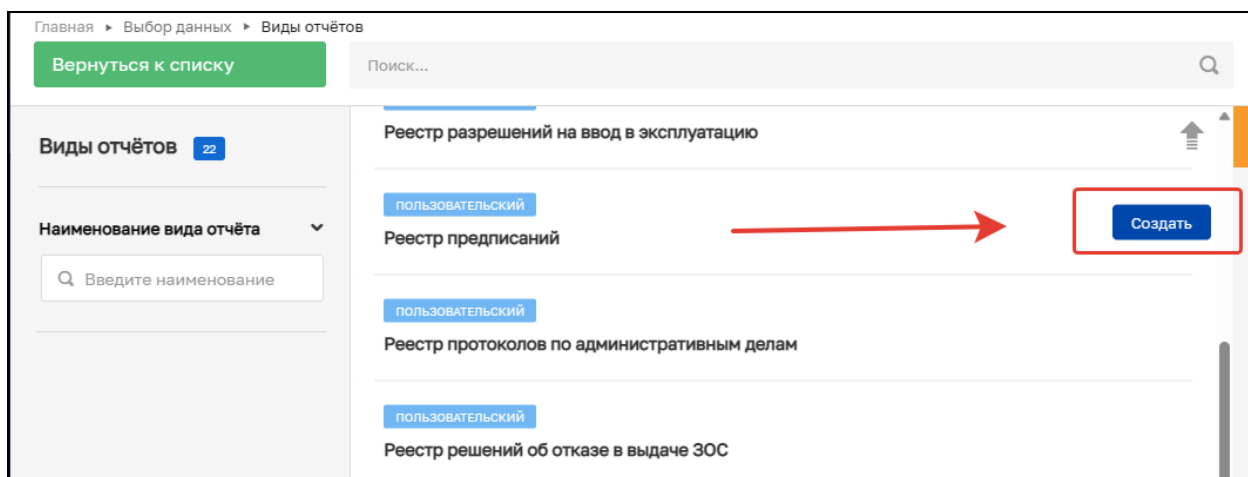 Главная ▸ Выбор данных ▸ Виды отчётов
Вернуться к списку
Поиск...
Виды отчётов 22
Наименование вида отчёта
Введите наименование
Реестр разрешений на ввод в эксплуатацию
ПОЛЬЗОВАТЕЛЬСКИЙ
Реестр предписаний
Создать
ПОЛЬЗОВАТЕЛЬСКИЙ
Реестр протоколов по административным делам
ПОЛЬЗОВАТЕЛЬСКИЙ
Реестр решений об отказе в выдаче ЗОС